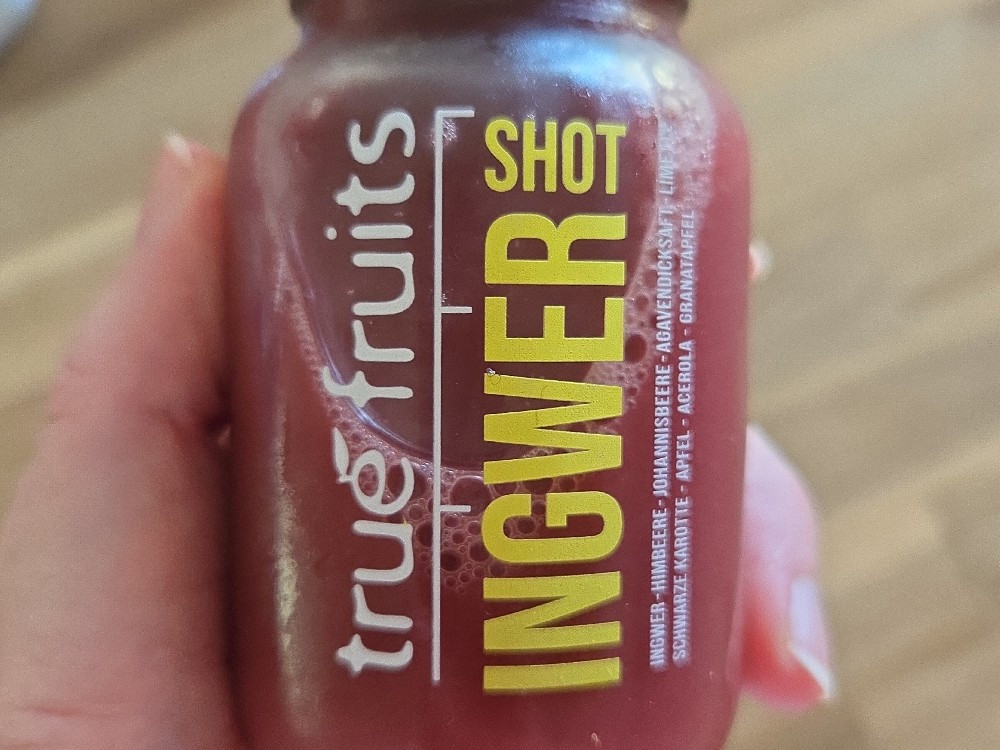 true fruits
INGWER SHOT
INGWER - HIMBEERE - JOHANNISBEERE - AGAVENDICKSAFT - LIMETTE
SCHWARZE KAROTTE - APFEL - ACEROLA - GRANATAPFEL